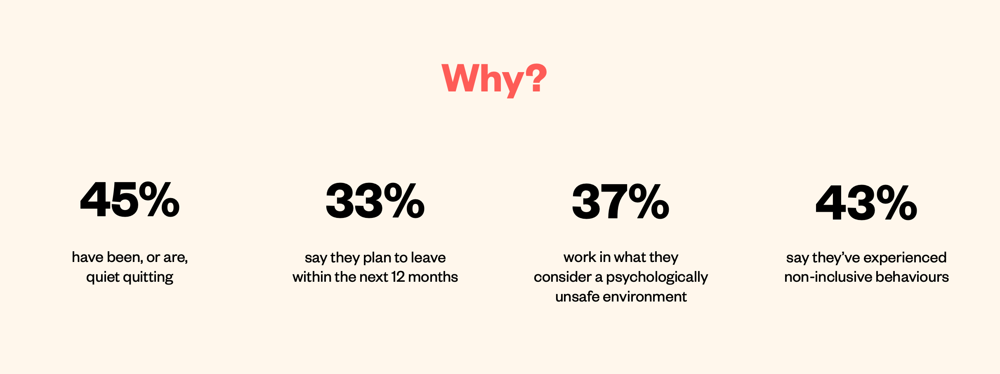 Why?
45%
have been, or are,
quiet quitting
33%
say they plan to leave
within the next 12 months
37%
work in what they
consider a psychologically
unsafe environment
43%
say they’ve experienced
non-inclusive behaviours